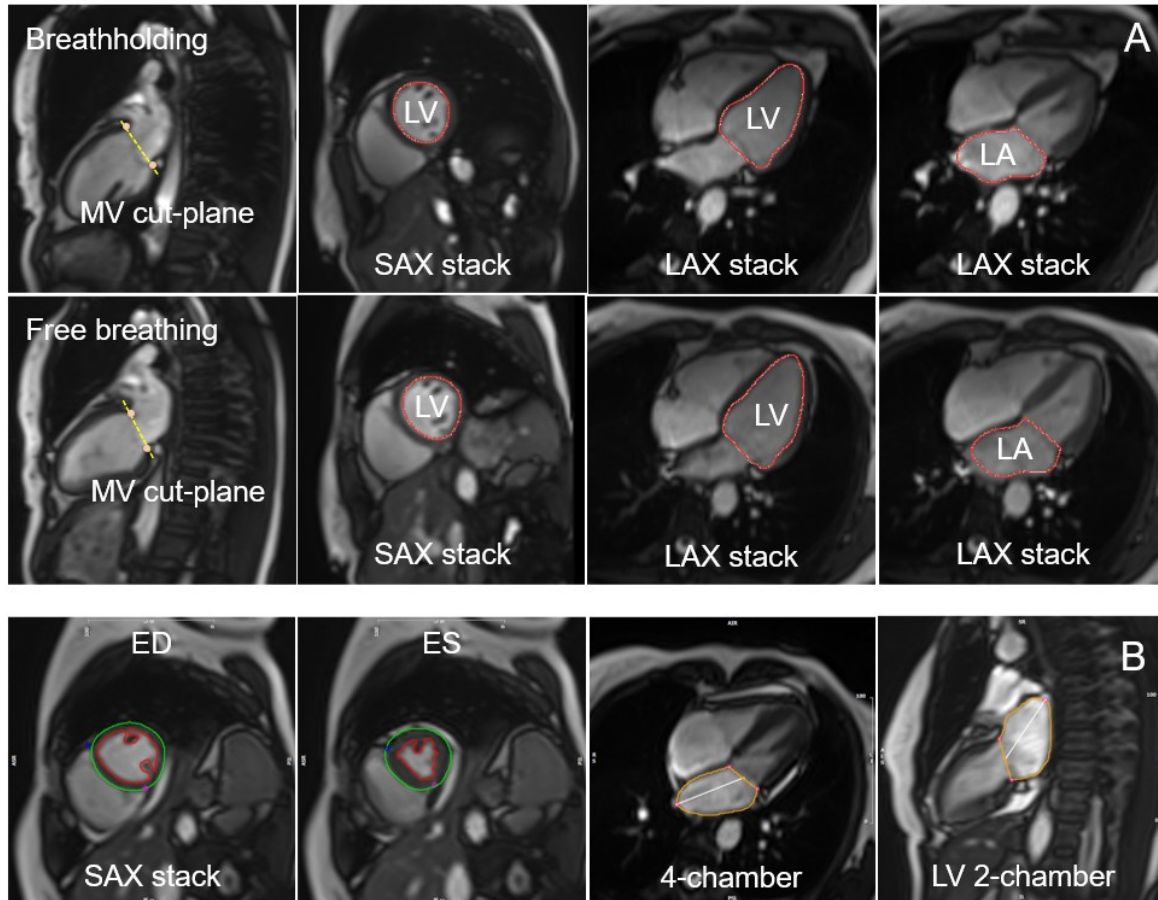 Breathholding
A
LV
LV
LA
MV cut-plane
SAX stack
LAX stack
LAX stack
Free breathing
LV
LV
LA
MV cut-plane
SAX stack
LAX stack
LAX stack
ED
ES
B
SAX stack
4-chamber
LV 2-chamber